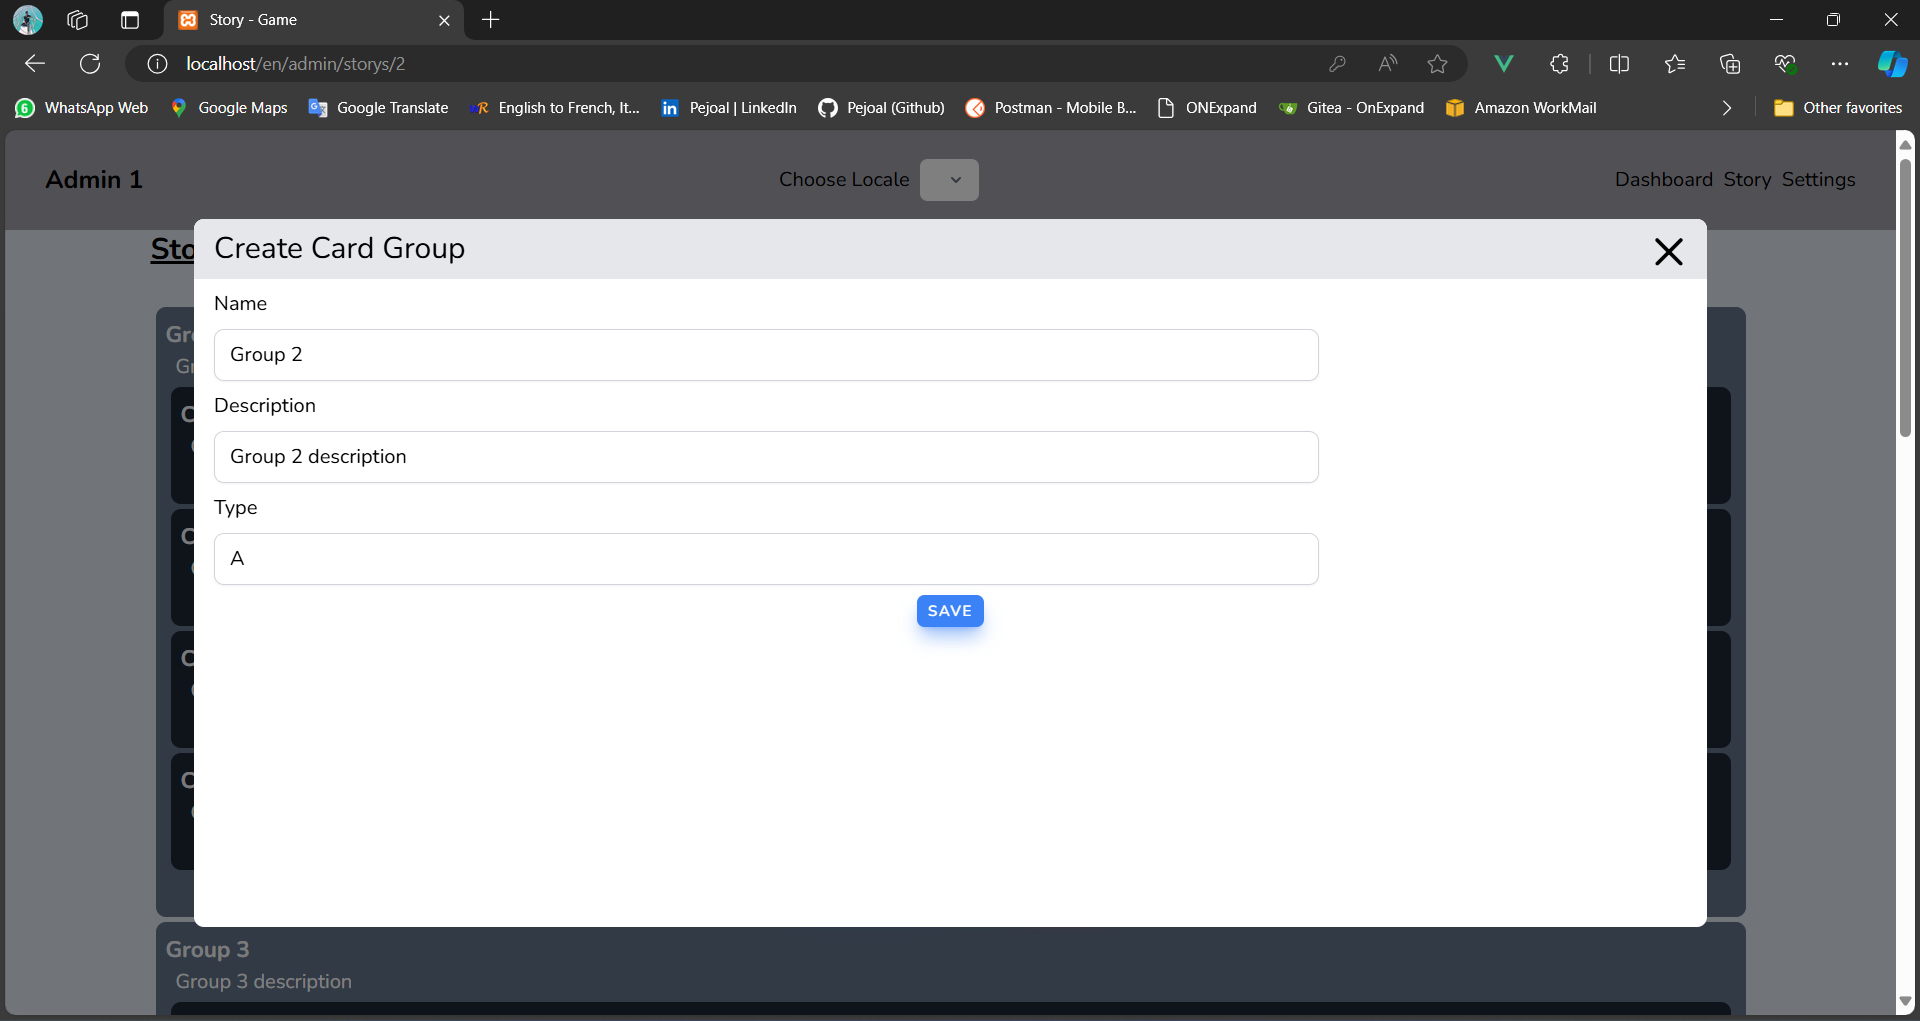 Story - Game
localhost/en/admin/storys/2
WhatsApp Web
Google Maps
Google Translate
English to French, It...
Pejoal | LinkedIn
Pejoal (Github)
Postman - Mobile B...
ONExpand
Gitea - OnExpand
Amazon WorkMail
Other favorites
Admin 1
Choose Locale
Dashboard Story Settings
Sto
Create Card Group
Name
Group 2
Description
Group 2 description
Type
A
SAVE
Group 3
Group 3 description